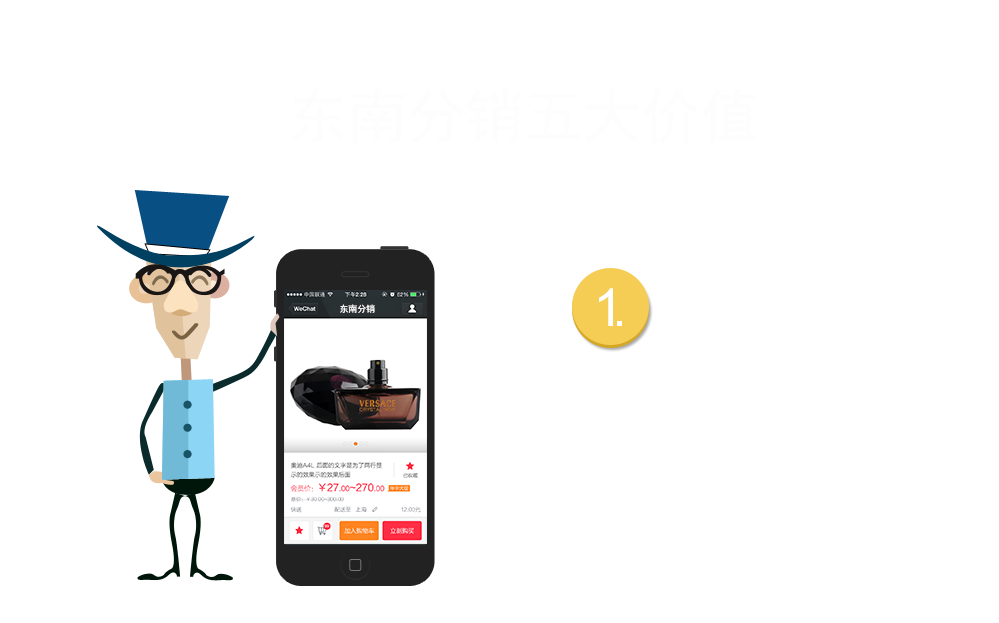 东南分销五大价值
1.
中国联通 下午2:28 82%
WeChat 东南分销
VERSACE
奥迪A4L 后面的文字是为了两行提
示的效果示的效果后面
已收藏
会员价：￥27.00~270.00
原价：￥30.00~300.00
快递 配送至 上海 12.00元
加入购物车 立刻购买